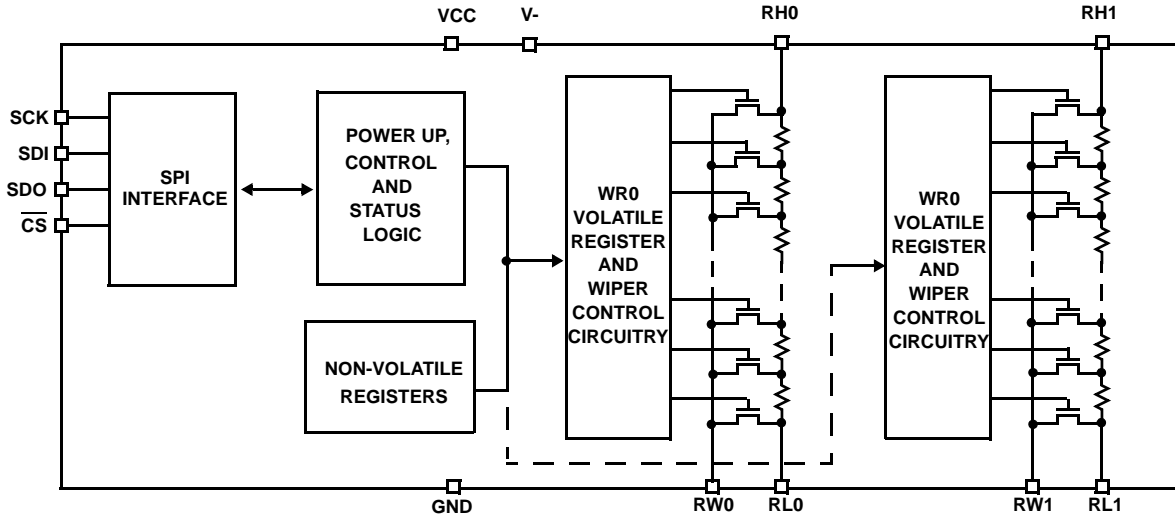 VCC
V-
RH0
RH1
SCK
SDI
SDO
CS
SPI
INTERFACE
POWER UP,
CONTROL
AND
STATUS
LOGIC
NON-VOLATILE
REGISTERS
WR0
VOLATILE
REGISTER
AND
WIPER
CONTROL
CIRCUITRY
WR0
VOLATILE
REGISTER
AND
WIPER
CONTROL
CIRCUITRY
GND
RW0
RL0
RW1
RL1